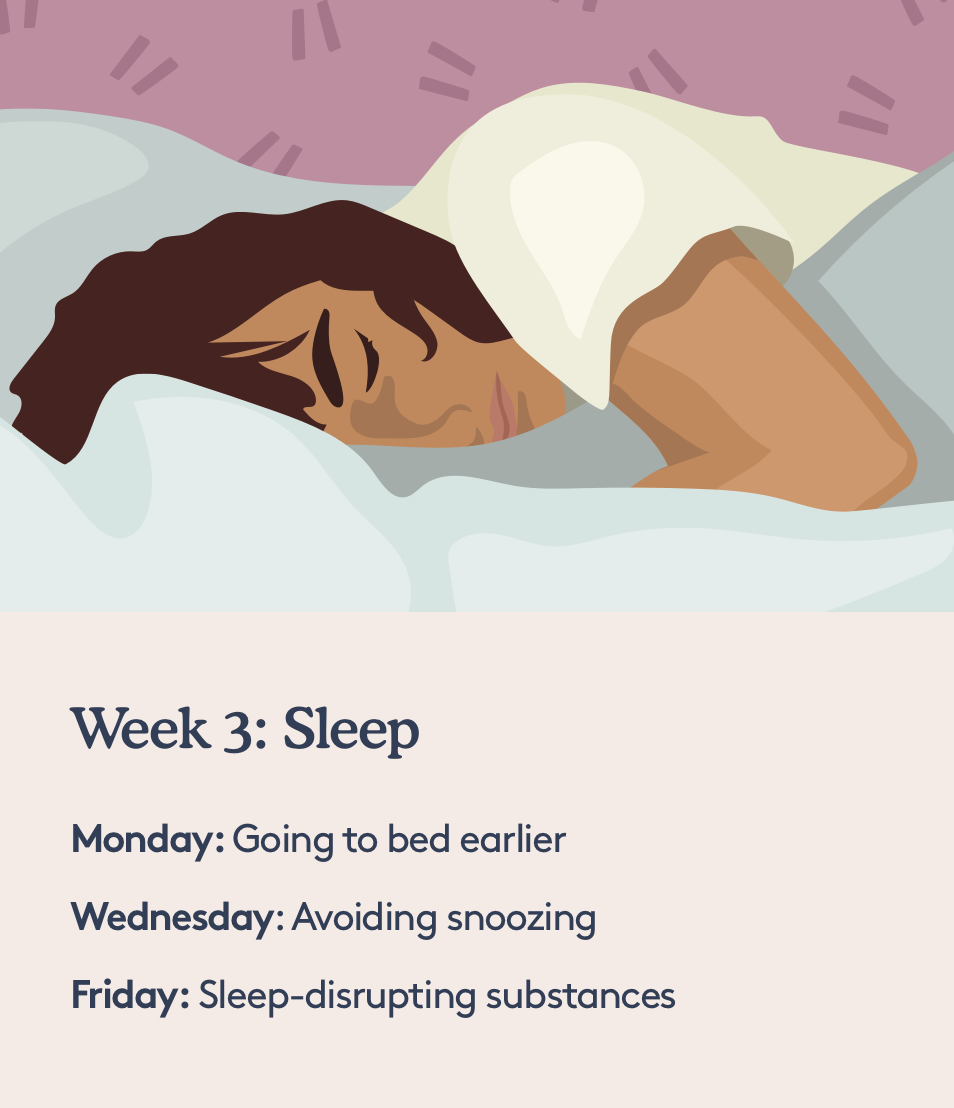 Week 3: Sleep
Monday: Going to bed earlier
Wednesday: Avoiding snoozing
Friday: Sleep-disrupting substances